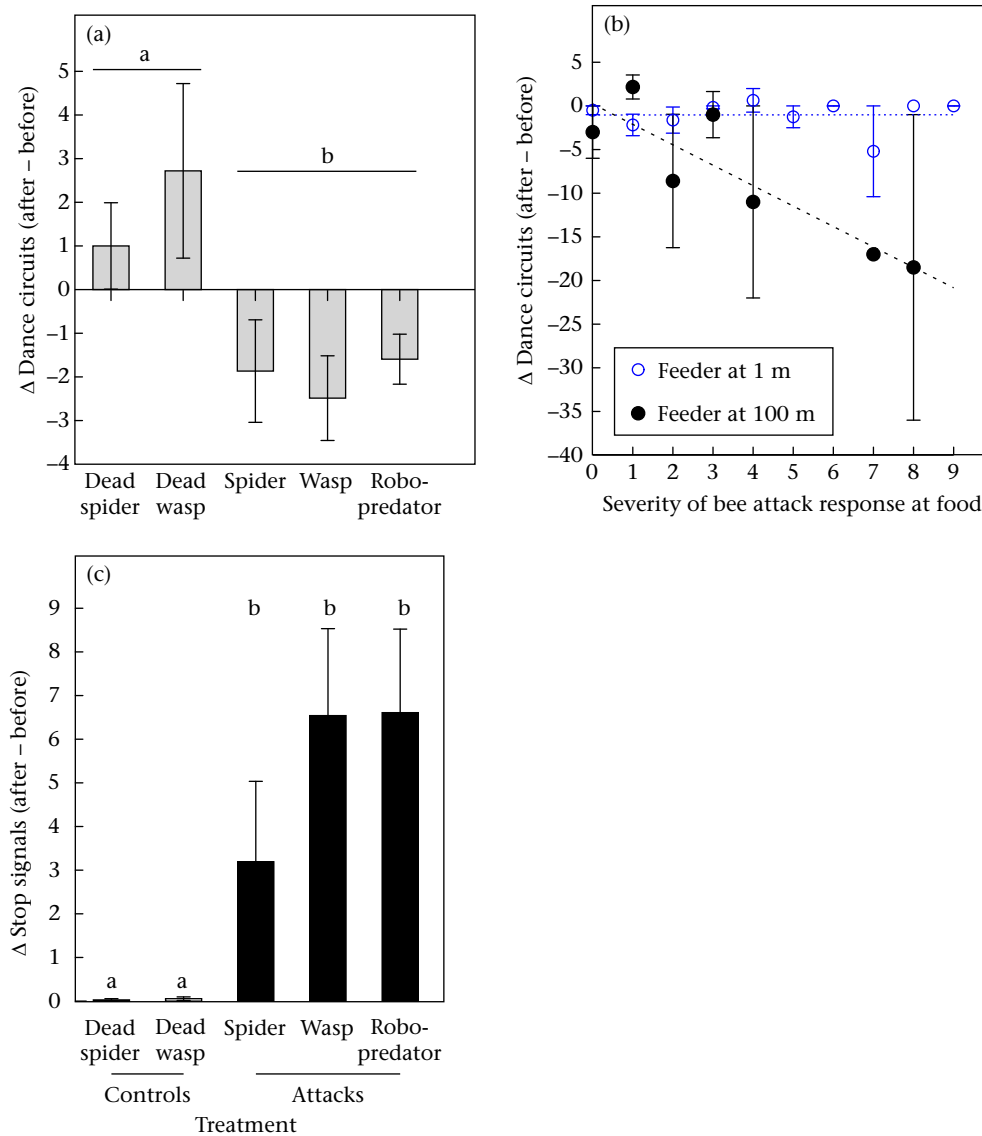 (a)
a
b
Δ Dance circuits (after – before)
5
4
3
2
1
0
–1
–2
–3
–4
Dead spider
Dead wasp
Spider
Wasp
Robo-predator
(b)
Δ Dance circuits (after – before)
5
0
–5
–10
–15
–20
–25
–30
–35
–40
Feeder at 1 m
Feeder at 100 m
0 1 2 3 4 5 6 7 8 9
Severity of bee attack response at food
(c)
Δ Stop signals (after – before)
9
8
7
6
5
4
3
2
1
0
a a b b b
Dead spider
Dead wasp
Spider
Wasp
Robo-predator
Controls Attacks
Treatment